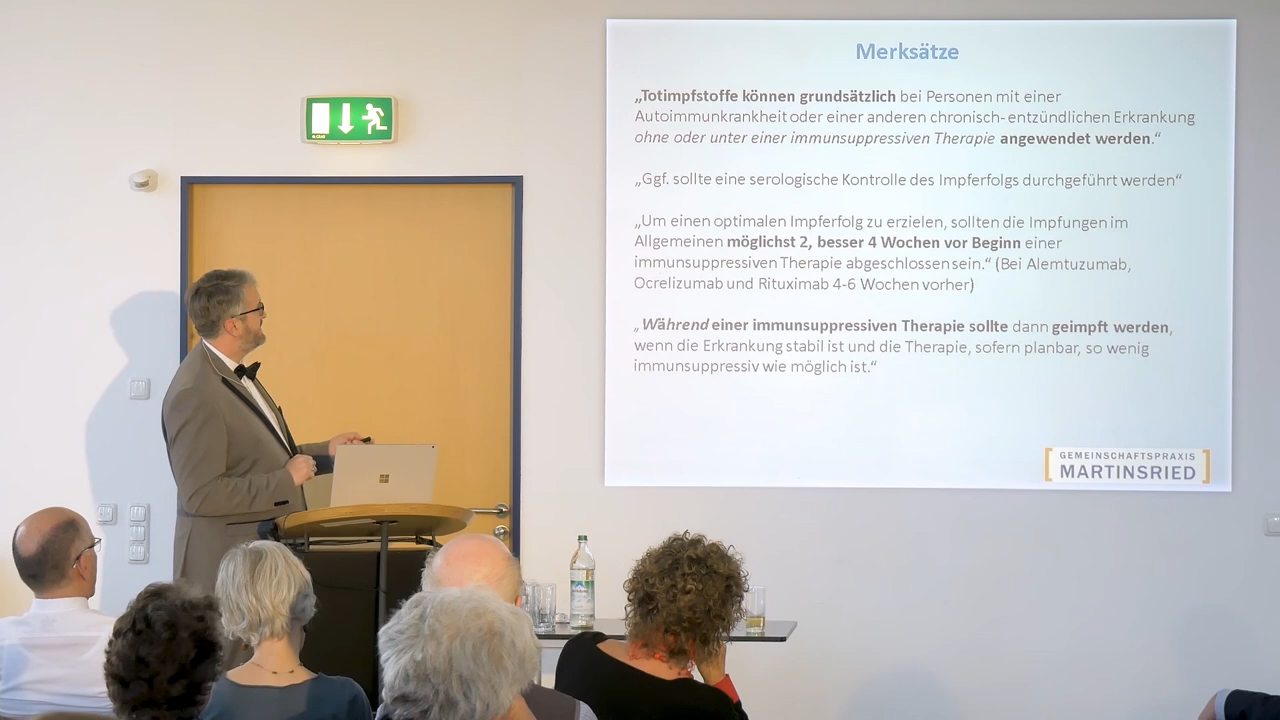 Merksätze
„Totimpfstoffe können grundsätzlich bei Personen mit einer
Autoimmunkrankheit oder einer anderen chronisch- entzündlichen Erkrankung
ohne oder unter einer immunsuppressiven Therapie angewendet werden.“
„Ggf. sollte eine serologische Kontrolle des Impferfolgs durchgeführt werden“
„Um einen optimalen Impferfolg zu erzielen, sollten die Impfungen im
Allgemeinen möglichst 2, besser 4 Wochen vor Beginn einer
immunsuppressiven Therapie abgeschlossen sein.“ (Bei Alemtuzumab,
Ocrelizumab und Rituximab 4-6 Wochen vorher)
„Während einer immunsuppressiven Therapie sollte dann geimpft werden,
wenn die Erkrankung stabil ist und die Therapie, sofern planbar, so wenig
immunsuppressiv wie möglich ist.“
GEMEINSCHAFTSPRAXIS
MARTINSRIED